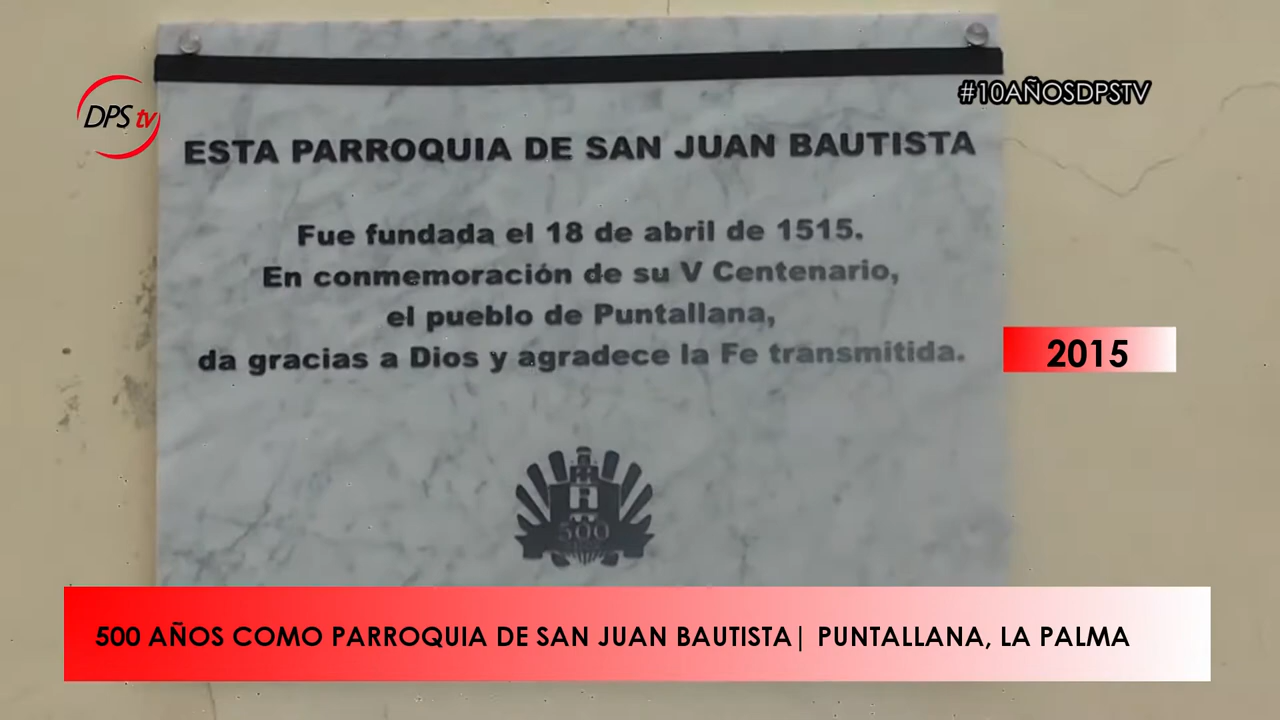 DPS tv
#10AÑOSDPSTV
ESTA PARROQUIA DE SAN JUAN BAUTISTA
Fue fundada el 18 de abril de 1515.
En conmemoración de su V Centenario,
el pueblo de Puntallana,
da gracias a Dios y agradece la Fe transmitida.
2015
500
500 AÑOS COMO PARROQUIA DE SAN JUAN BAUTISTA| PUNTALLANA, LA PALMA